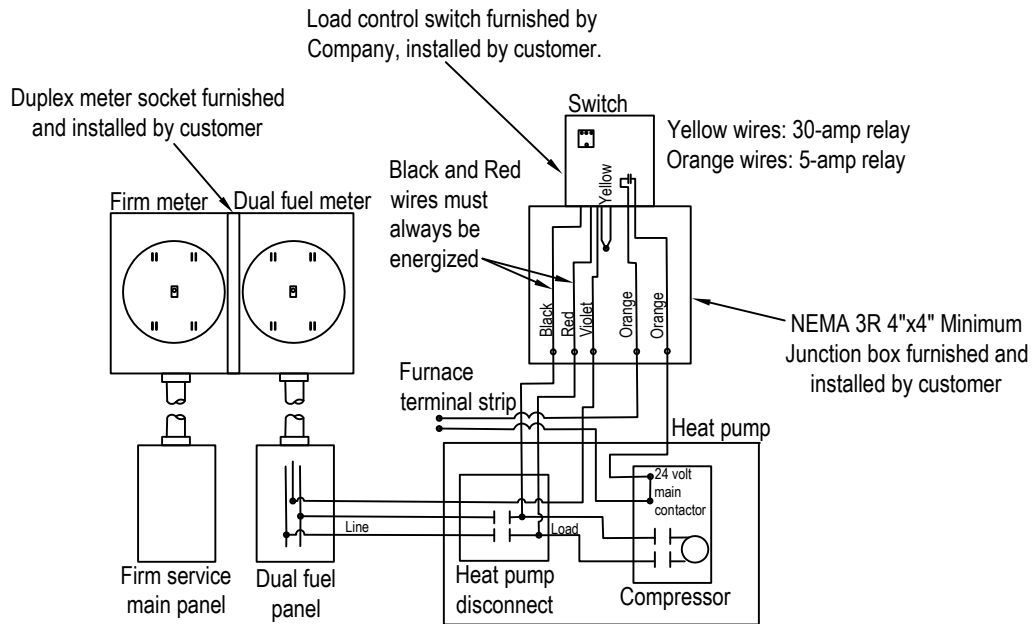 Load control switch furnished by
Company, installed by customer.
Duplex meter socket furnished
and installed by customer
Switch
Yellow wires: 30-amp relay
Orange wires: 5-amp relay
Yellow
Black and Red
wires must
always be
energized
Firm meter
Dual fuel meter
Black
Red
Violet
Orange
Orange
NEMA 3R 4"x4" Minimum
Junction box furnished and
installed by customer
Furnace
terminal strip
Heat pump
24 volt
main
contactor
Line
Load
Firm service
main panel
Dual fuel
panel
Heat pump
disconnect
Compressor